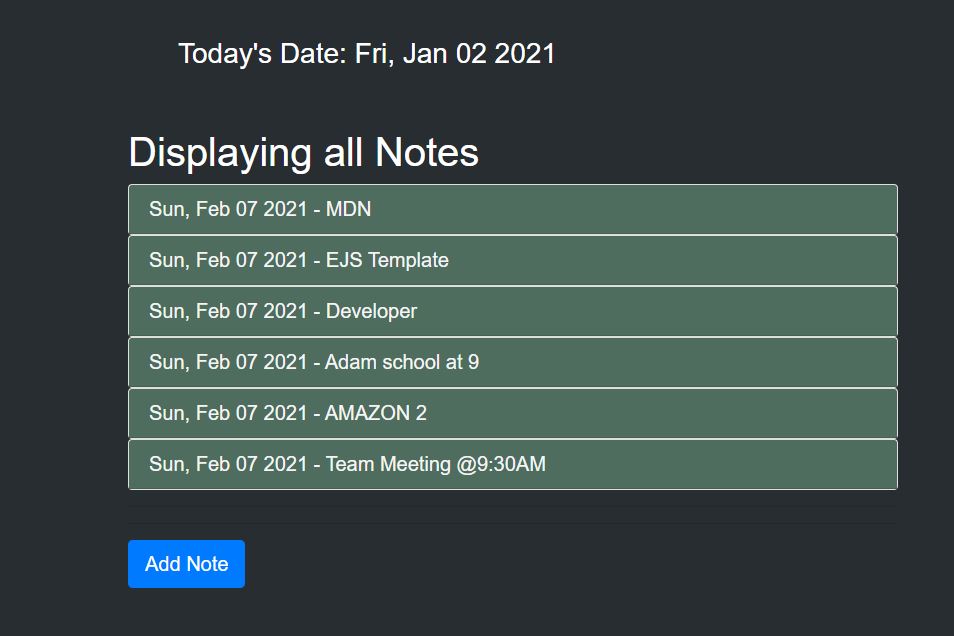 Today's Date: Fri, Jan 02 2021
Displaying all Notes
Sun, Feb 07 2021 - MDN
Sun, Feb 07 2021 - EJS Template
Sun, Feb 07 2021 - Developer
Sun, Feb 07 2021 - Adam school at 9
Sun, Feb 07 2021 - AMAZON 2
Sun, Feb 07 2021 - Team Meeting @9:30AM
Add Note